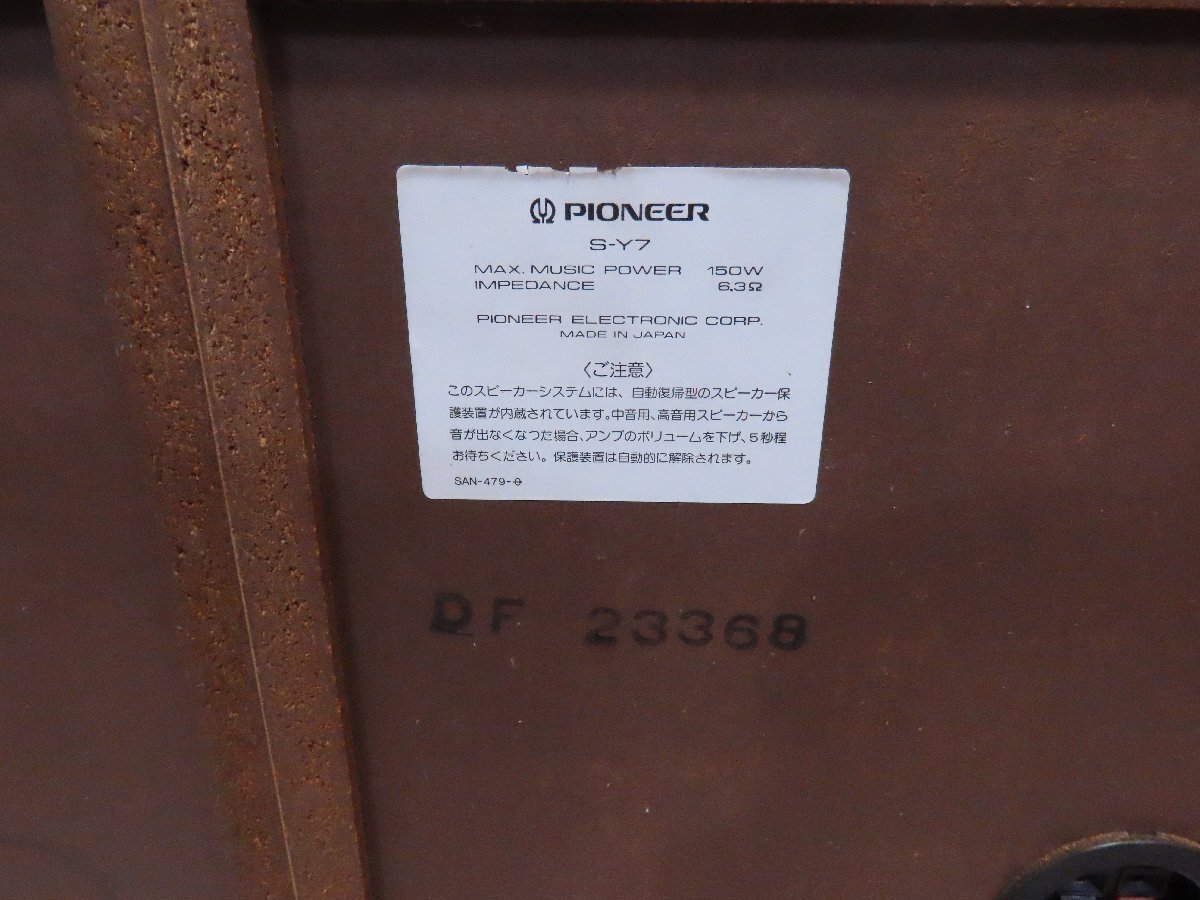 PIONEER
S-Y7
MAX. MUSIC POWER 150W
IMPEDANCE 6.3Ω
PIONEER ELECTRONIC CORP.
MADE IN JAPAN
〈ご注意〉
このスピーカーシステムには、自動復帰型のスピーカー保
護装置が内蔵されています。中音用、高音用スピーカーから
音が出なくなつた場合、アンプのボリュームを下げ、5秒程
お待ちください。保護装置は自動的に解除されます。
SAN-479-0
DF 23368